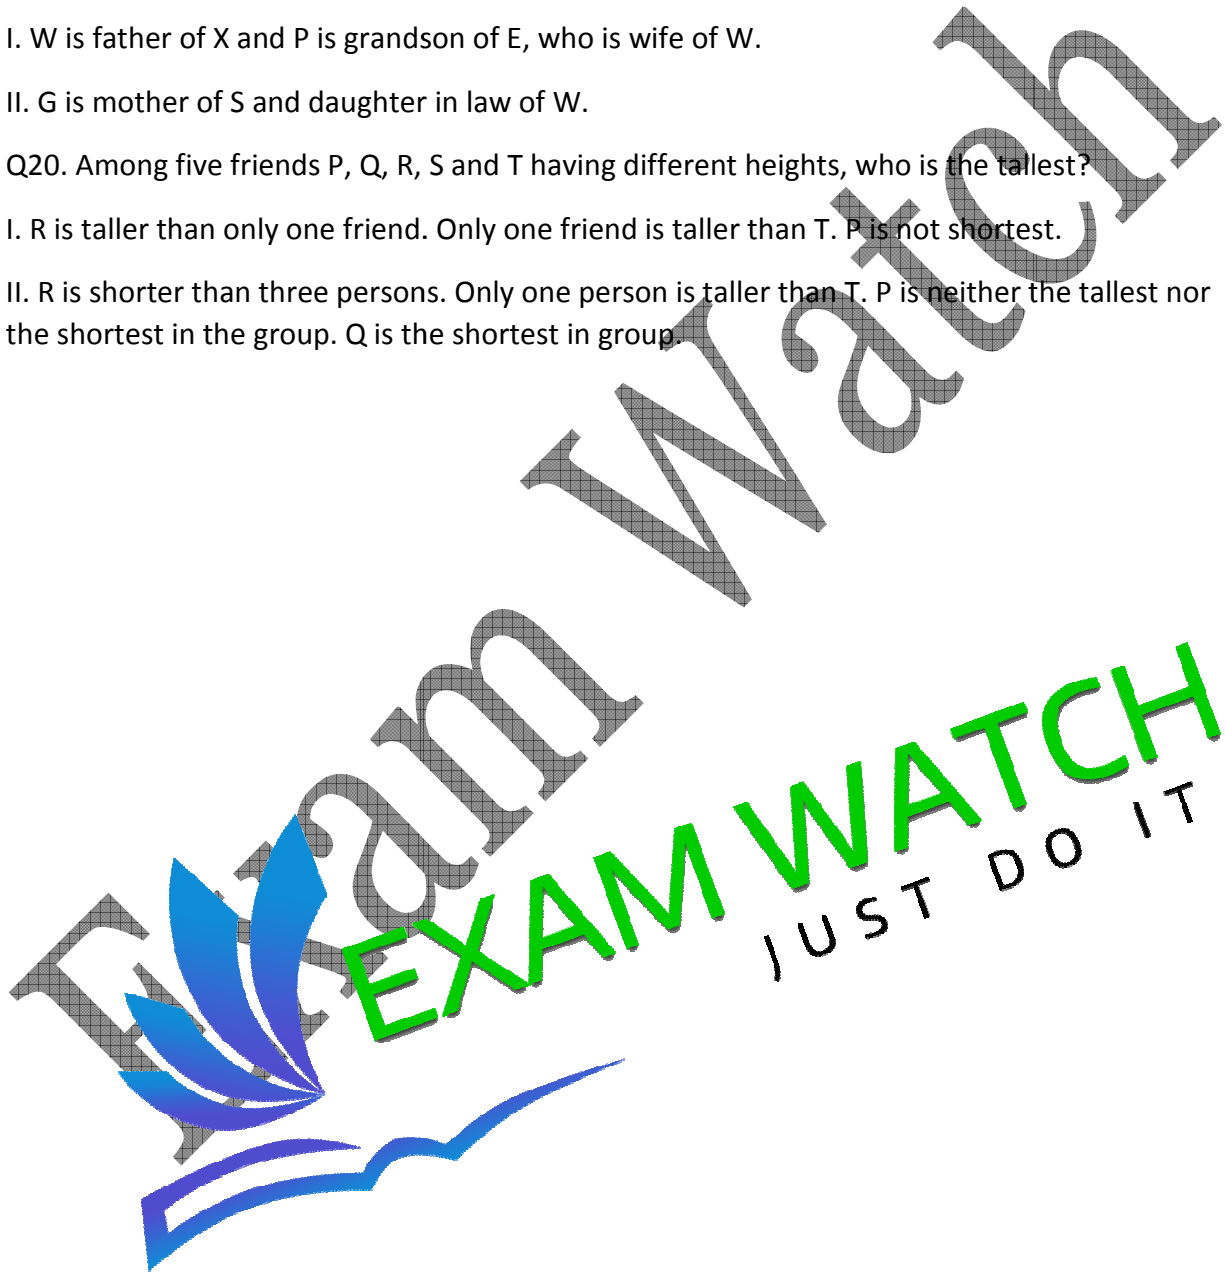 I. W is father of X and P is grandson of E, who is wife of W.
II. G is mother of S and daughter in law of W.
Q20. Among five friends P, Q, R, S and T having different heights, who is the tallest?
I. R is taller than only one friend. Only one friend is taller than T. P is not shortest.
II. R is shorter than three persons. Only one person is taller than T. P is neither the tallest nor
the shortest in the group. Q is the shortest in group.
Exam Watch
EXAM WATCH
JUST DO IT